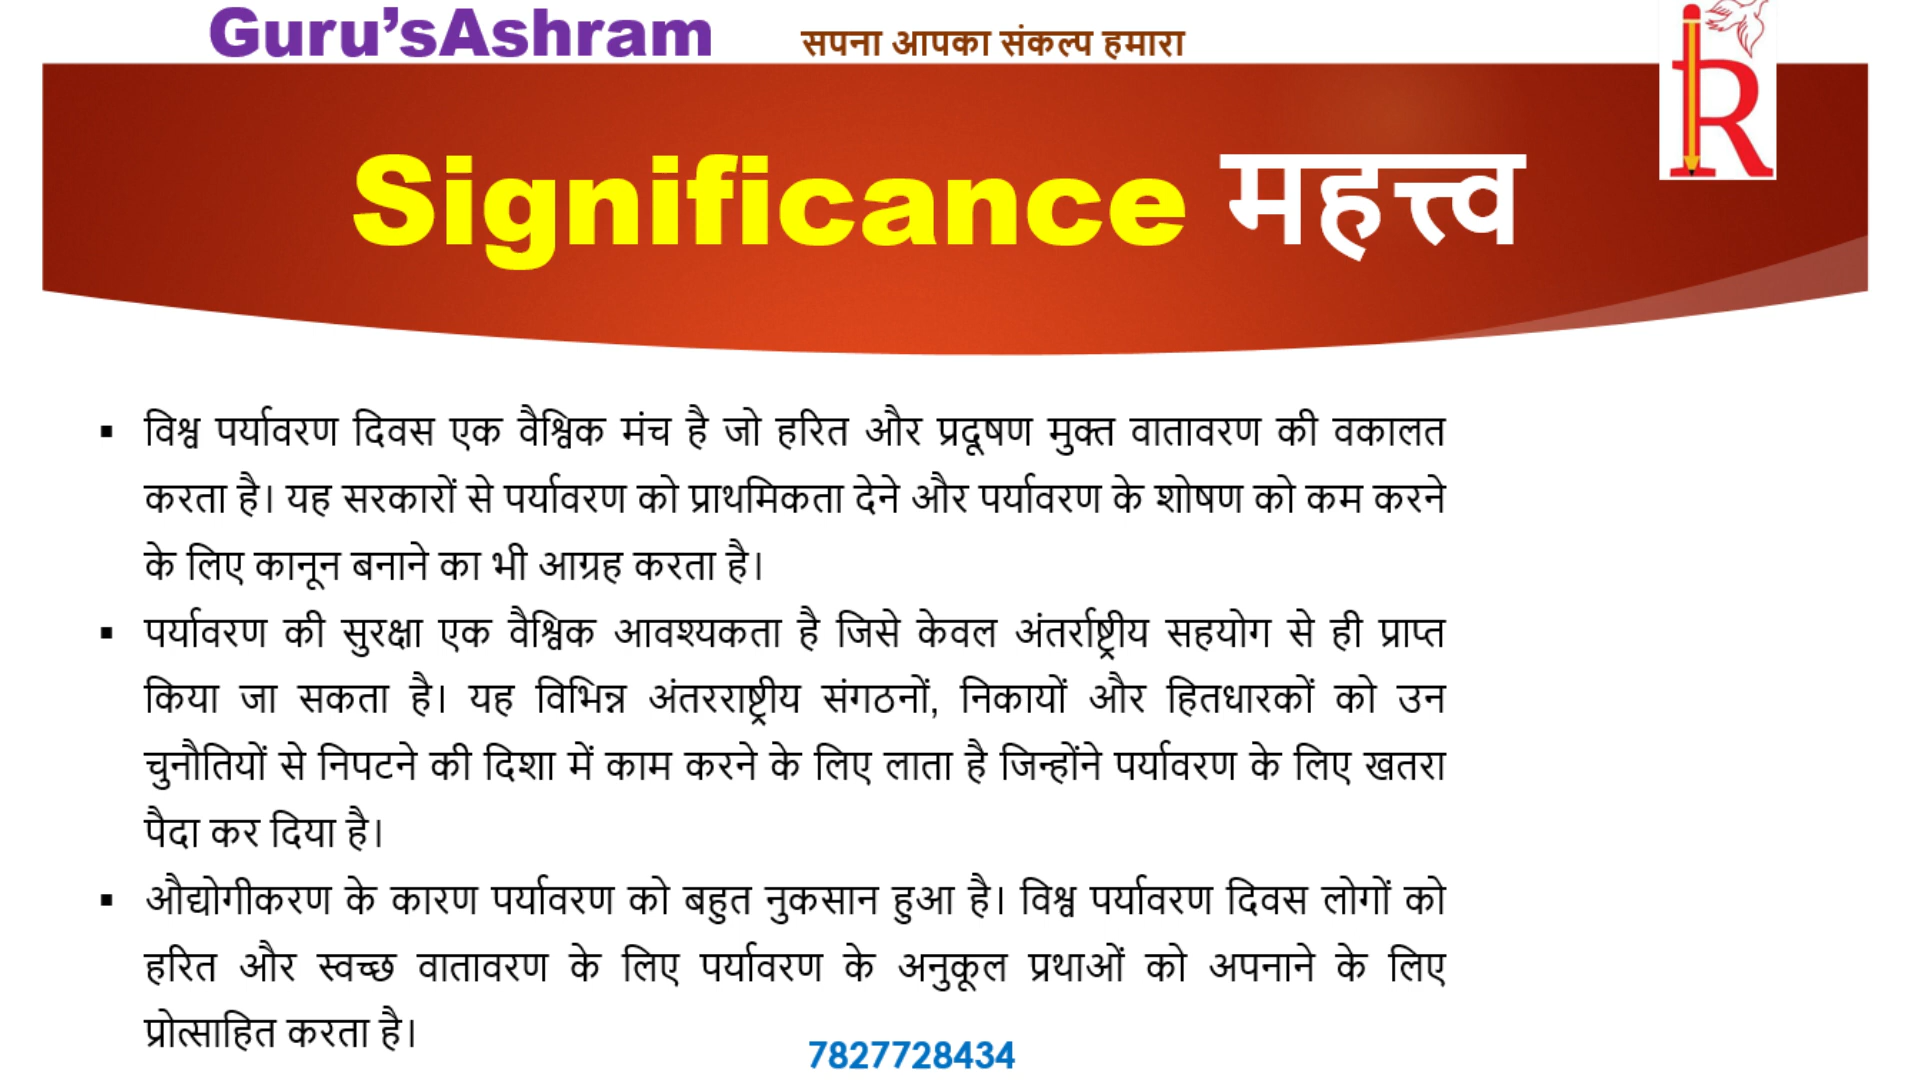 Guru’sAshram सपना आपका संकल्प हमारा
R
Significance महत्त्व
▪ विश्व पर्यावरण दिवस एक वैश्विक मंच है जो हरित और प्रदूषण मुक्त वातावरण की वकालत
करता है। यह सरकारों से पर्यावरण को प्राथमिकता देने और पर्यावरण के शोषण को कम करने
के लिए कानून बनाने का भी आग्रह करता है।
▪ पर्यावरण की सुरक्षा एक वैश्विक आवश्यकता है जिसे केवल अंतर्राष्ट्रीय सहयोग से ही प्राप्त
किया जा सकता है। यह विभिन्न अंतरराष्ट्रीय संगठनों, निकायों और हितधारकों को उन
चुनौतियों से निपटने की दिशा में काम करने के लिए लाता है जिन्होंने पर्यावरण के लिए खतरा
पैदा कर दिया है।
▪ औद्योगीकरण के कारण पर्यावरण को बहुत नुकसान हुआ है। विश्व पर्यावरण दिवस लोगों को
हरित और स्वच्छ वातावरण के लिए पर्यावरण के अनुकूल प्रथाओं को अपनाने के लिए
प्रोत्साहित करता है।
7827728434